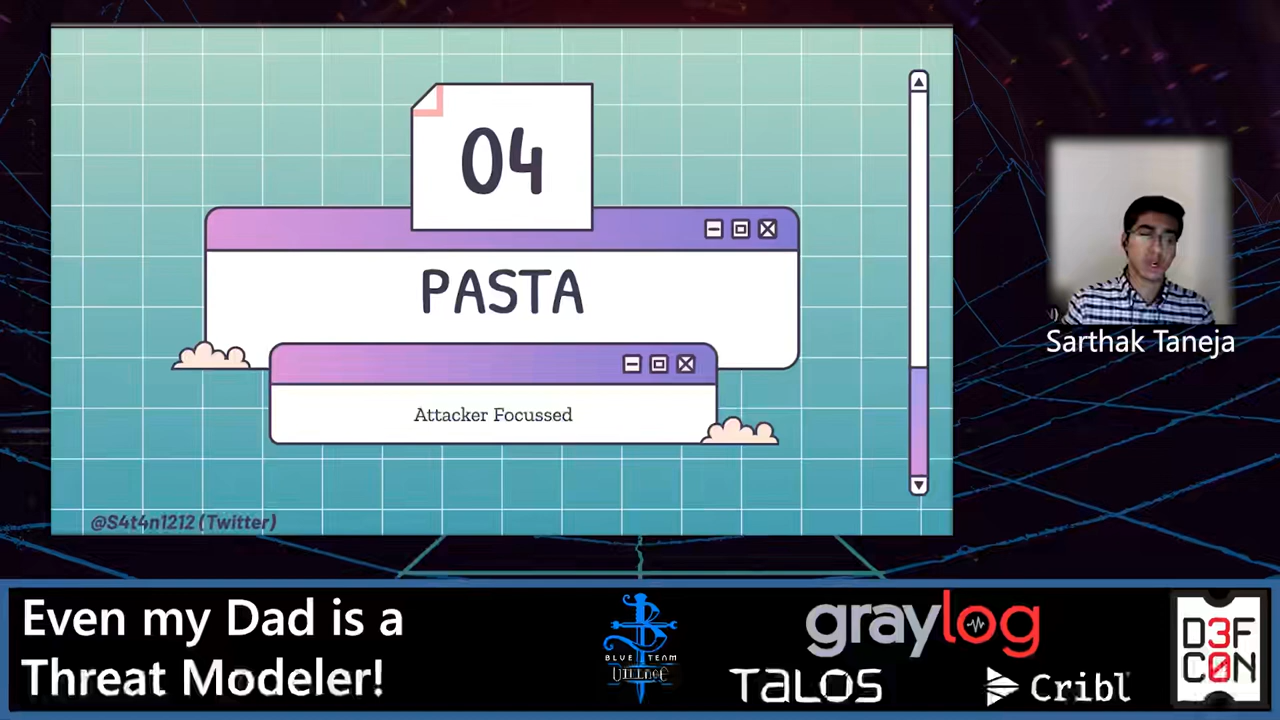 04
PASTA
Attacker Focussed
@S4t4n1212 (Twitter)
Sarthak Taneja
Even my Dad is a
Threat Modeler!
BLUE TEAM
VILLAGE
graylog
TALOS
Cribl
D3F
C0N